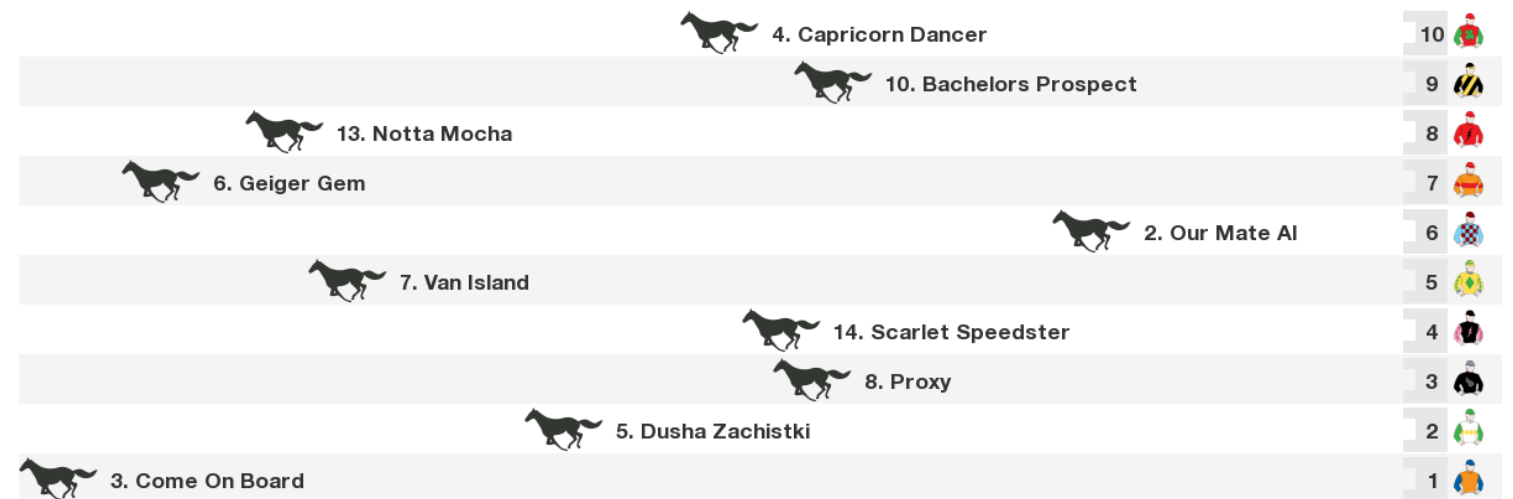 4. Capricorn Dancer 10
10. Bachelors Prospect 9
13. Notta Mocha 8
6. Geiger Gem 7
2. Our Mate Al 6
7. Van Island 5
14. Scarlet Speedster 4
8. Proxy 3
5. Dusha Zachistki 2
3. Come On Board 1